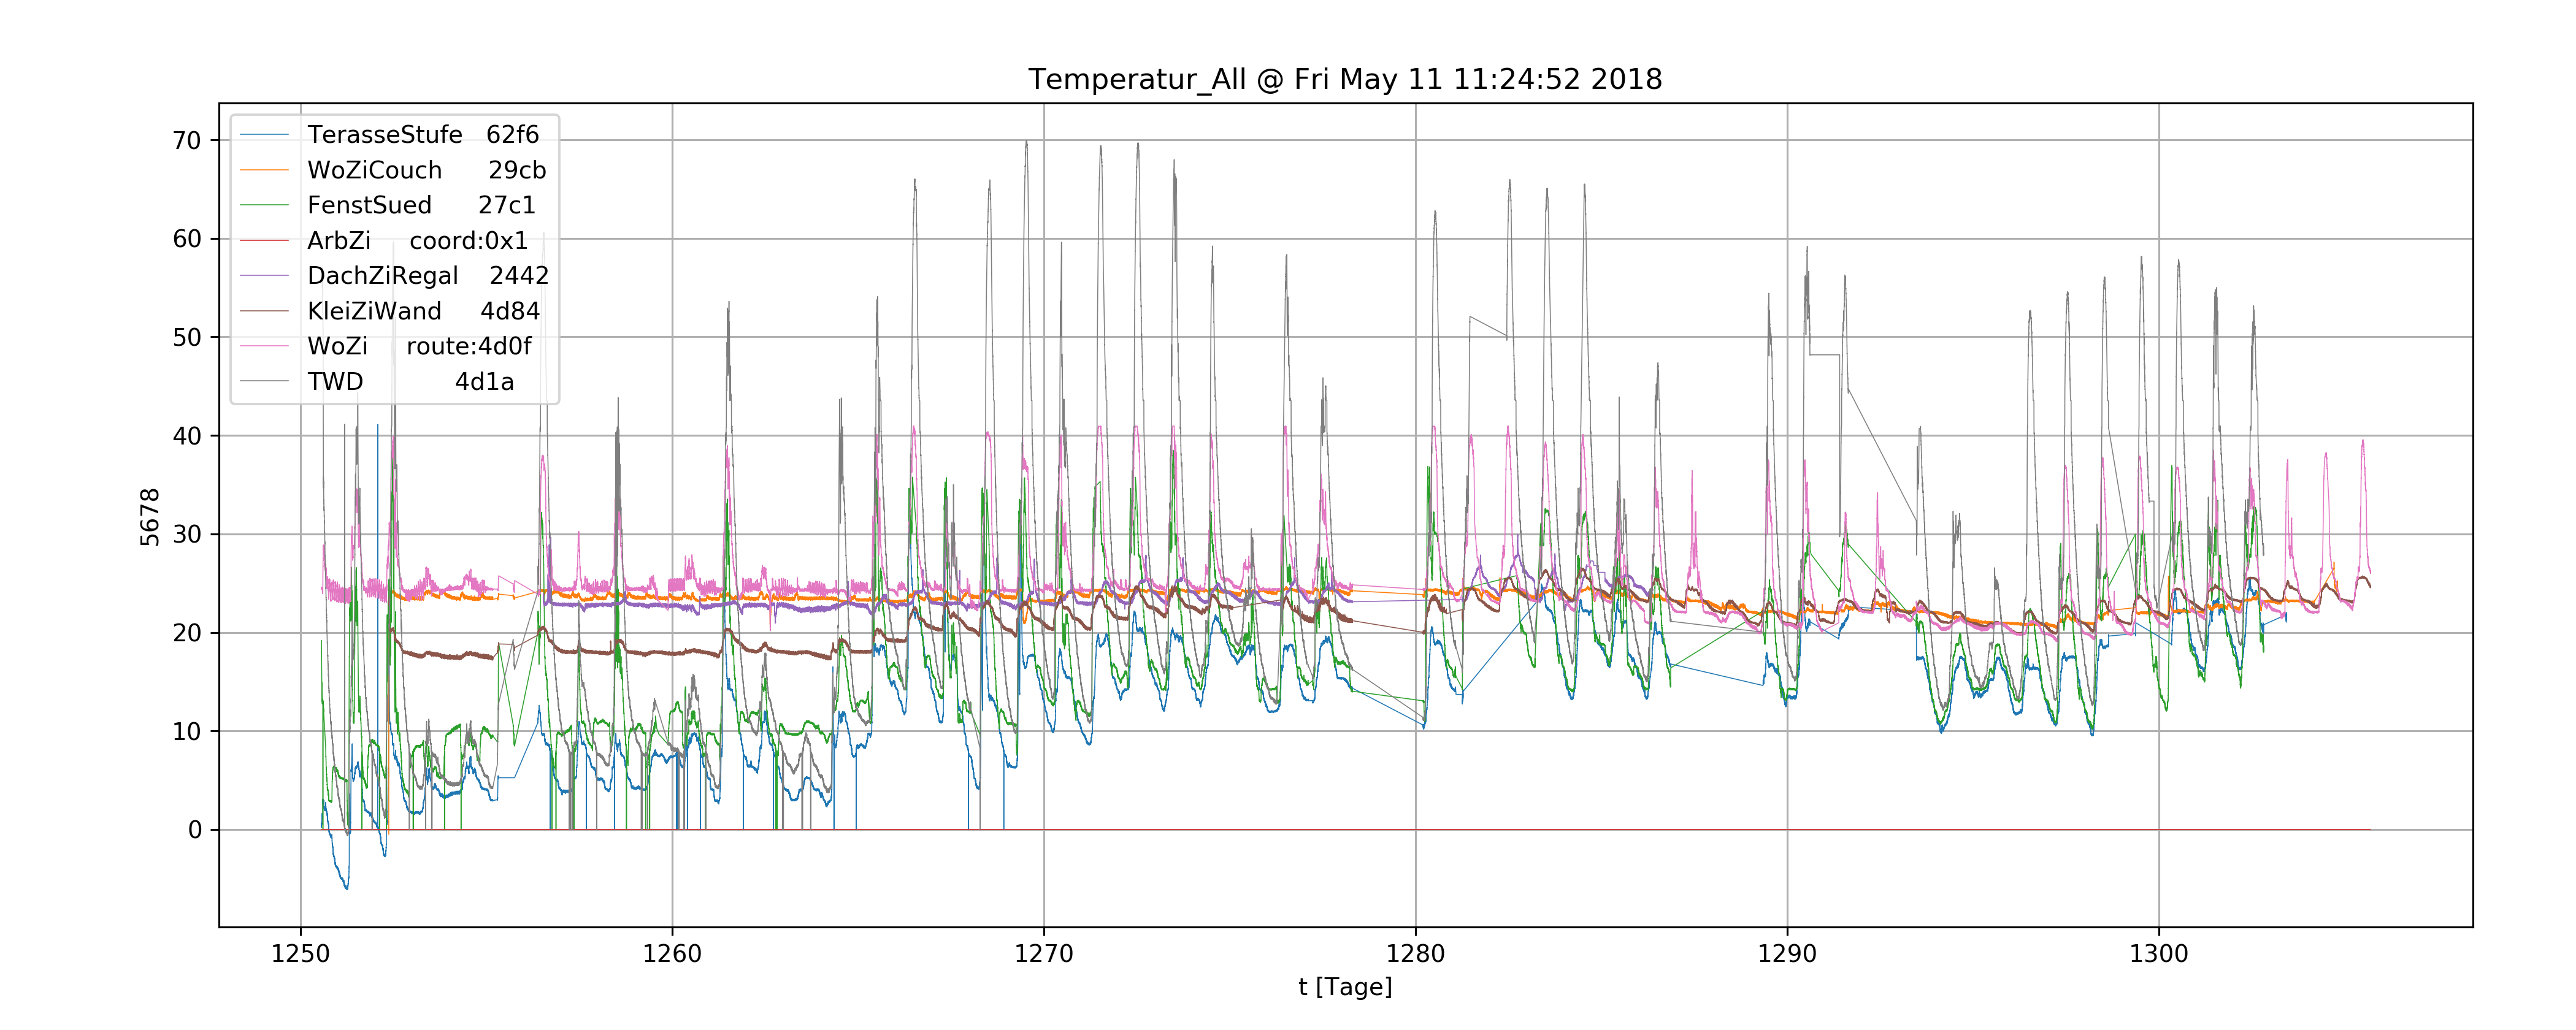 Temperatur_All @ Fri May 11 11:24:52 2018
TerasseStufe 62f6
WoZiCouch 29cb
FenstSued 27c1
ArbZi coord:0x1
DachZiRegal 2442
KleiZiWand 4d84
WoZi route:4d0f
TWD 4d1a
70
60
50
40
30
20
10
0
5678
1250 1260 1270 1280 1290 1300
t [Tage]